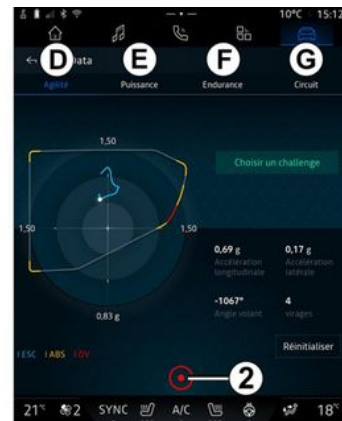 10°C 15:12
D E F G
Data
Agilité Puissance Endurance Circuit
1,50
Choisir un challenge
1,50 1,50
0,69 g 0,17 g
Accélération longitudinale Accélération latérale
-1067° 4
Angle volant virages
0,83 g
Réinitialiser
ESC ABS
2
21° 2 SYNC A/C 18°